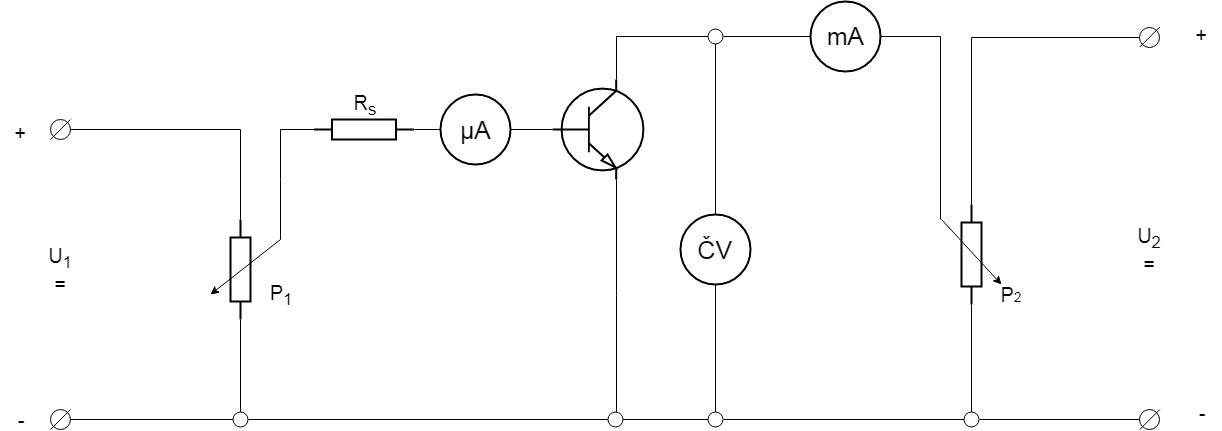 mA
+
Rₛ
+
µA
U₁
=
P₁
ČV
U₂
=
P₂
-
-